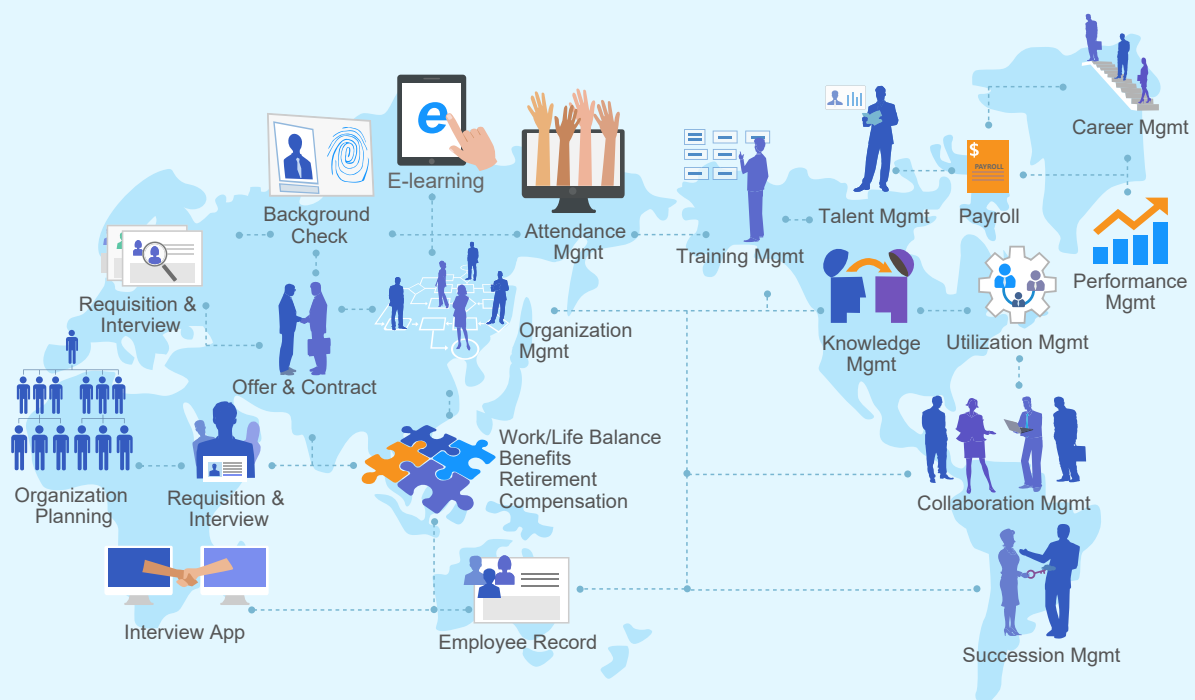 Career Mgmt
e
E-learning
Background
Check
Attendance
Mgmt
Training Mgmt
Talent Mgmt
$
PAYROLL
Payroll
Performance
Mgmt
Requisition &
Interview
Offer & Contract
Organization
Mgmt
Knowledge
Mgmt
Utilization Mgmt
Organization
Planning
Requisition &
Interview
Work/Life Balance
Benefits
Retirement
Compensation
Collaboration Mgmt
Interview App
Employee Record
Succession Mgmt